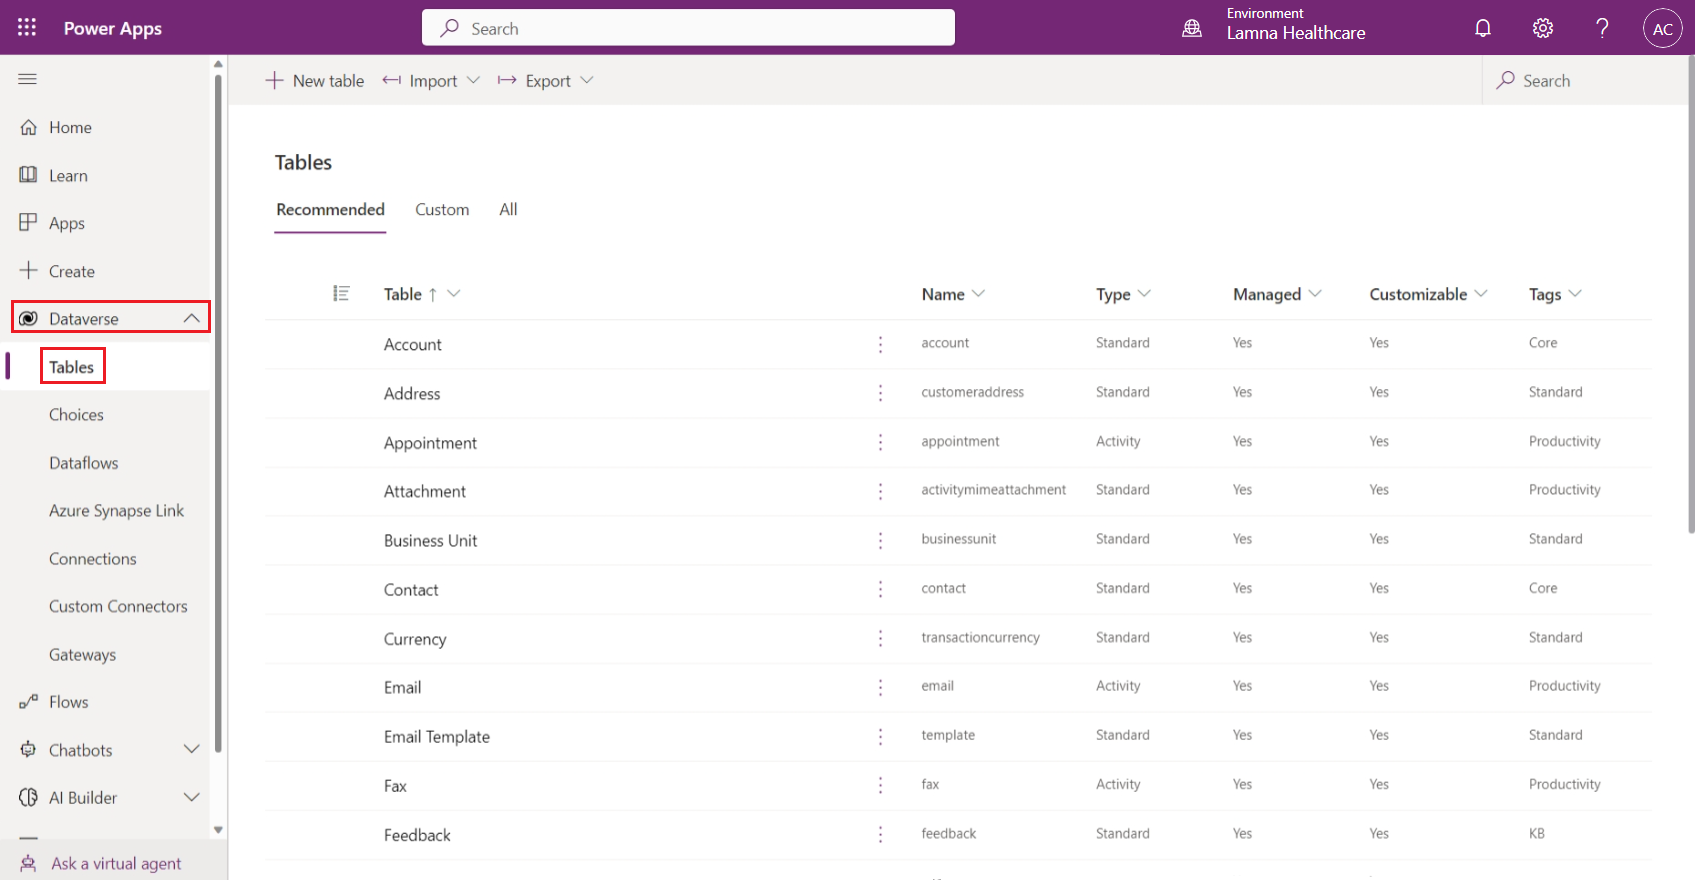 Power Apps
Search
Environment
Lamna Healthcare
AC
New table
Import
Export
Search
Home
Learn
Apps
Create
Dataverse
Tables
Choices
Dataflows
Azure Synapse Link
Connections
Custom Connectors
Gateways
Flows
Chatbots
AI Builder
Ask a virtual agent
Tables
Recommended Custom All
Table Name Type Managed Customizable Tags
Account account Standard Yes Yes Core
Address customeraddress Standard Yes Yes Standard
Appointment appointment Activity Yes Yes Productivity
Attachment activitymimeattachment Standard Yes Yes Productivity
Business Unit businessunit Standard Yes Yes Standard
Contact contact Standard Yes Yes Core
Currency transactioncurrency Standard Yes Yes Standard
Email email Activity Yes Yes Productivity
Email Template template Standard Yes Yes Standard
Fax fax Activity Yes Yes Productivity
Feedback feedback Standard Yes Yes KB